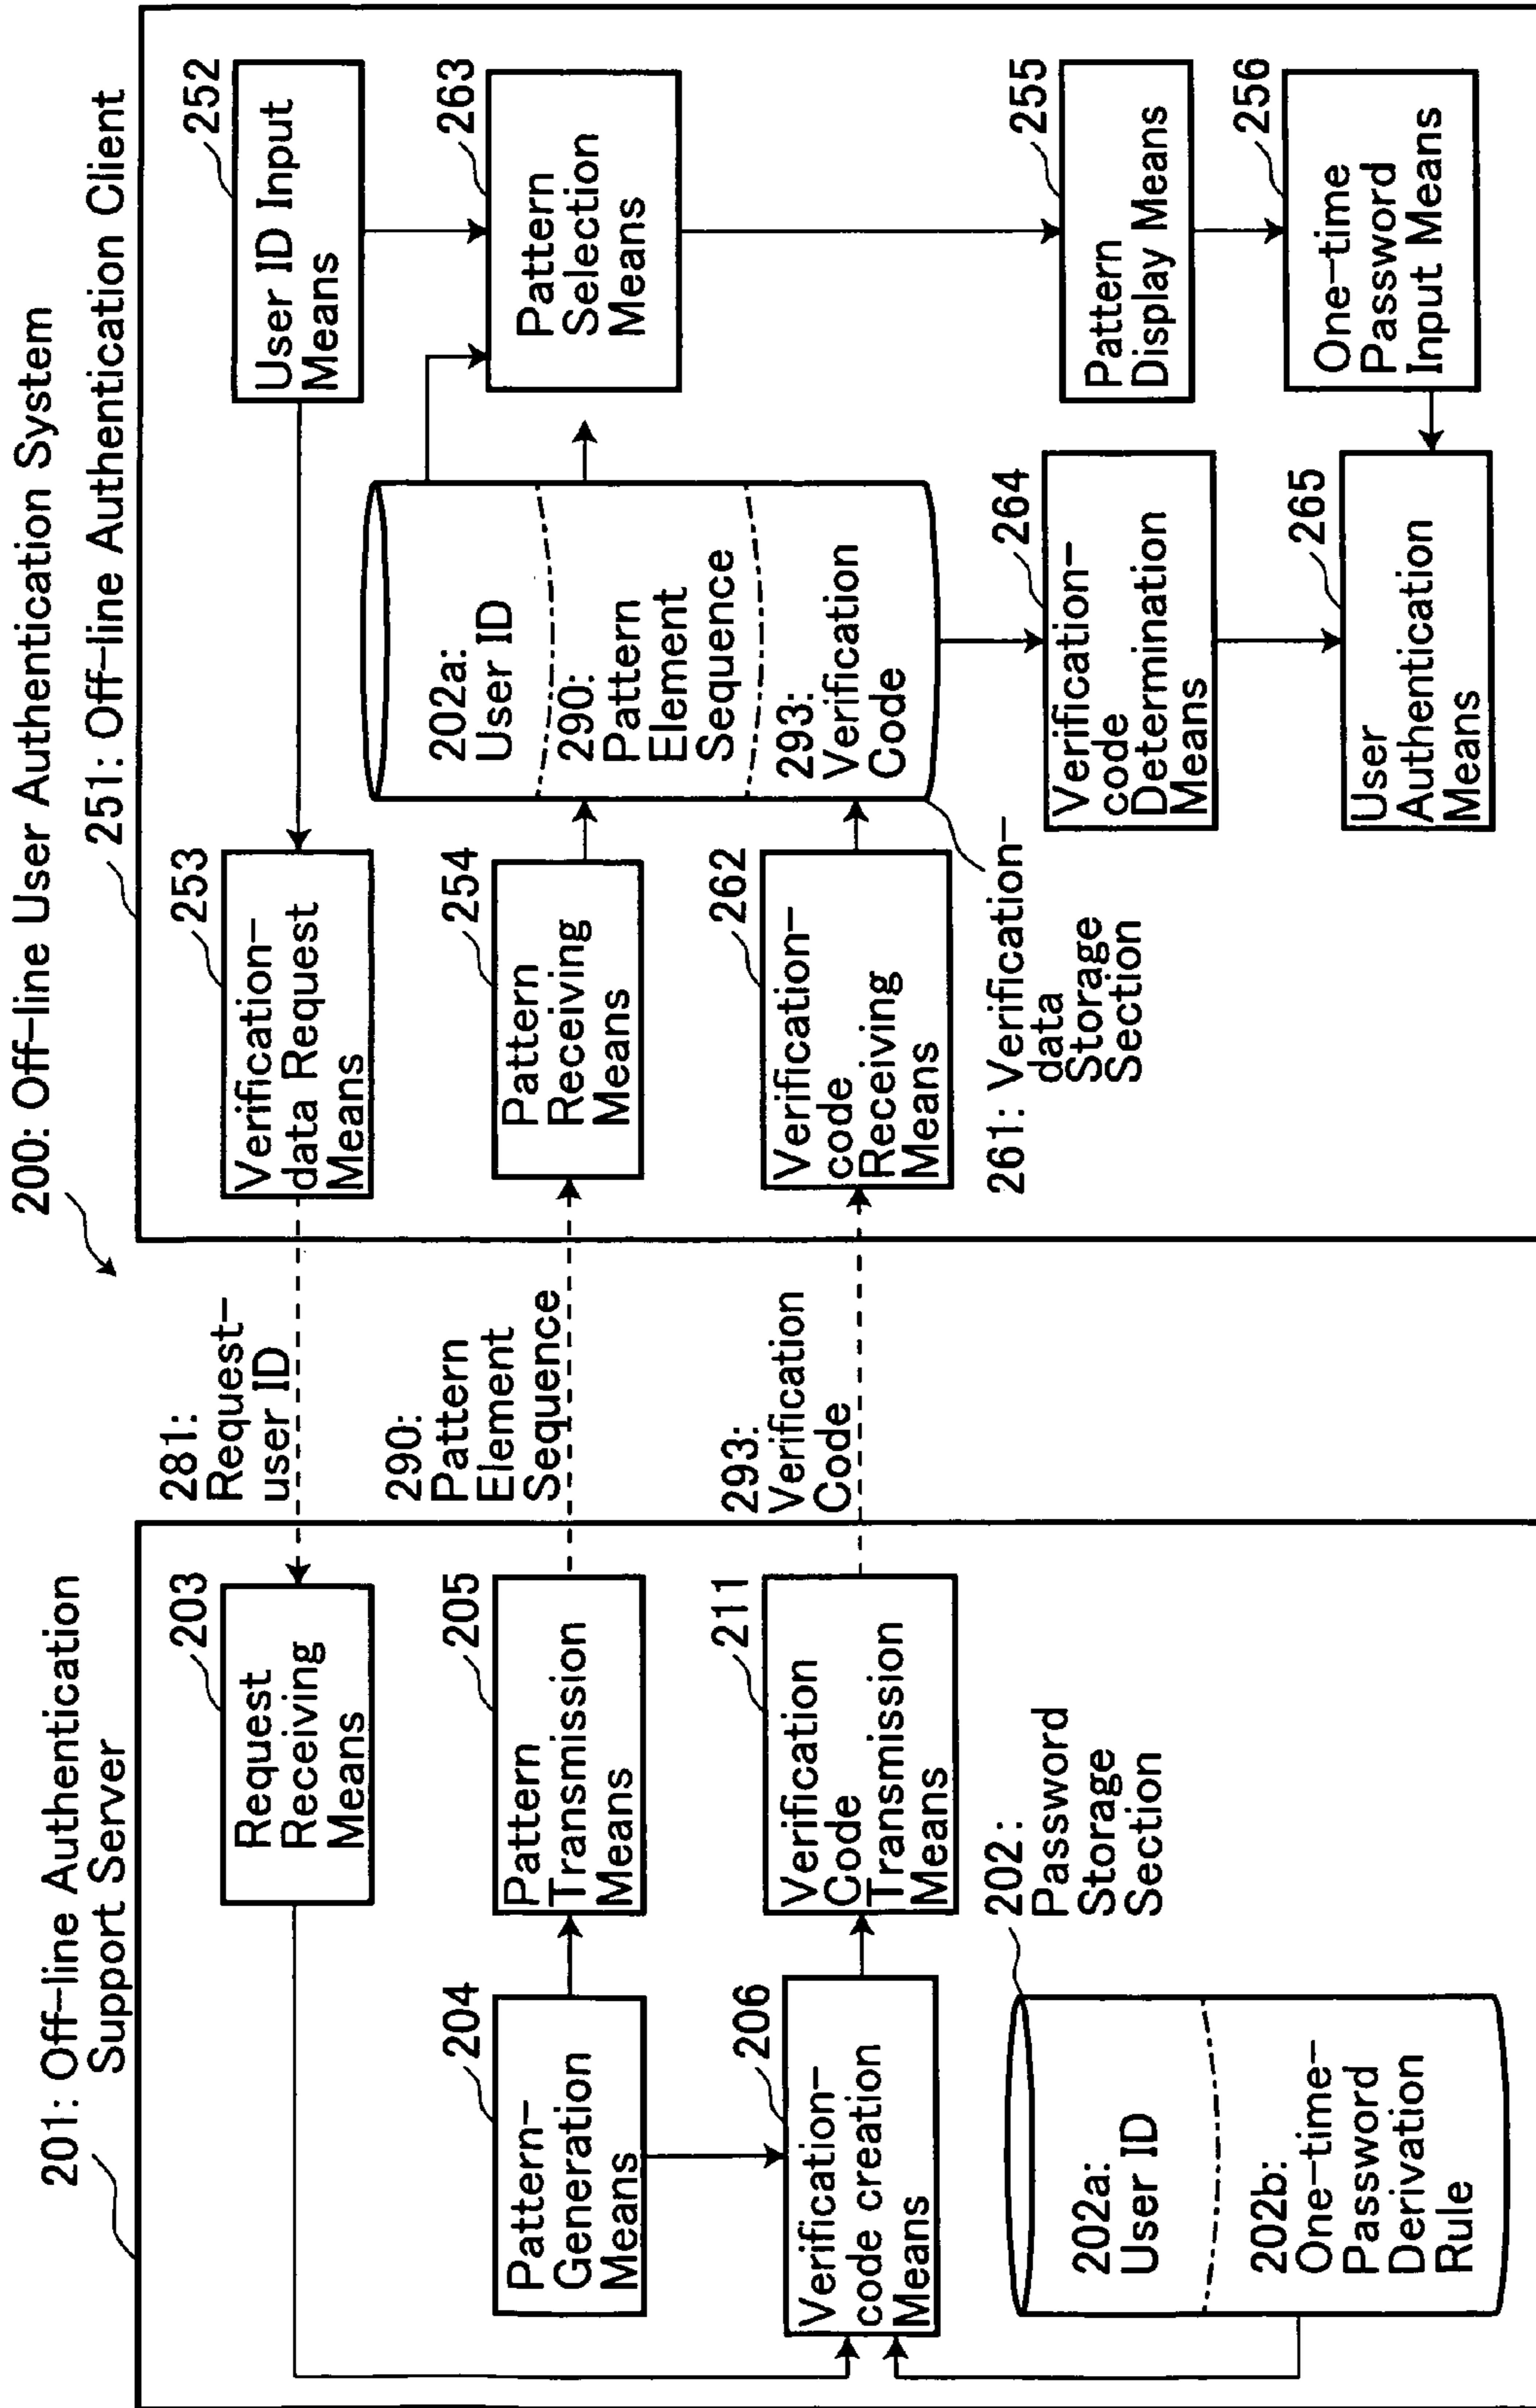 200: Off-line User Authentication System
201: Off-line Authentication
Support Server
203
Request
Receiving
Means
204
Pattern-
Generation
Means
205
Pattern
Transmission
Means
206
Verification-
code creation
Means
211
Verification
Code
Transmission
Means
202:
Password
Storage
Section
202a:
User ID
202b:
One-time-
Password
Derivation
Rule
281:
Request-
user ID
290:
Pattern
Element
Sequence
293:
Verification
Code
251: Off-line Authentication Client
253
Verification-
data Request
Means
252
User ID Input
Means
254
Pattern
Receiving
Means
262
Verification-
code
Receiving
Means
202a:
User ID
290:
Pattern
Element
Sequence
293:
Verification
Code
261: Verification-
data
Storage
Section
263
Pattern
Selection
Means
264
Verification-
code
Determination
Means
255
Pattern
Display Means
265
User
Authentication
Means
256
One-time
Password
Input Means